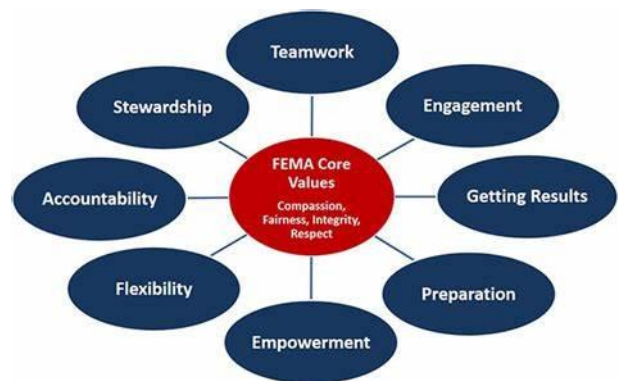 Teamwork
Engagement
Getting Results
Preparation
Empowerment
Flexibility
Accountability
Stewardship
FEMA Core
Values
Compassion,
Fairness, Integrity,
Respect